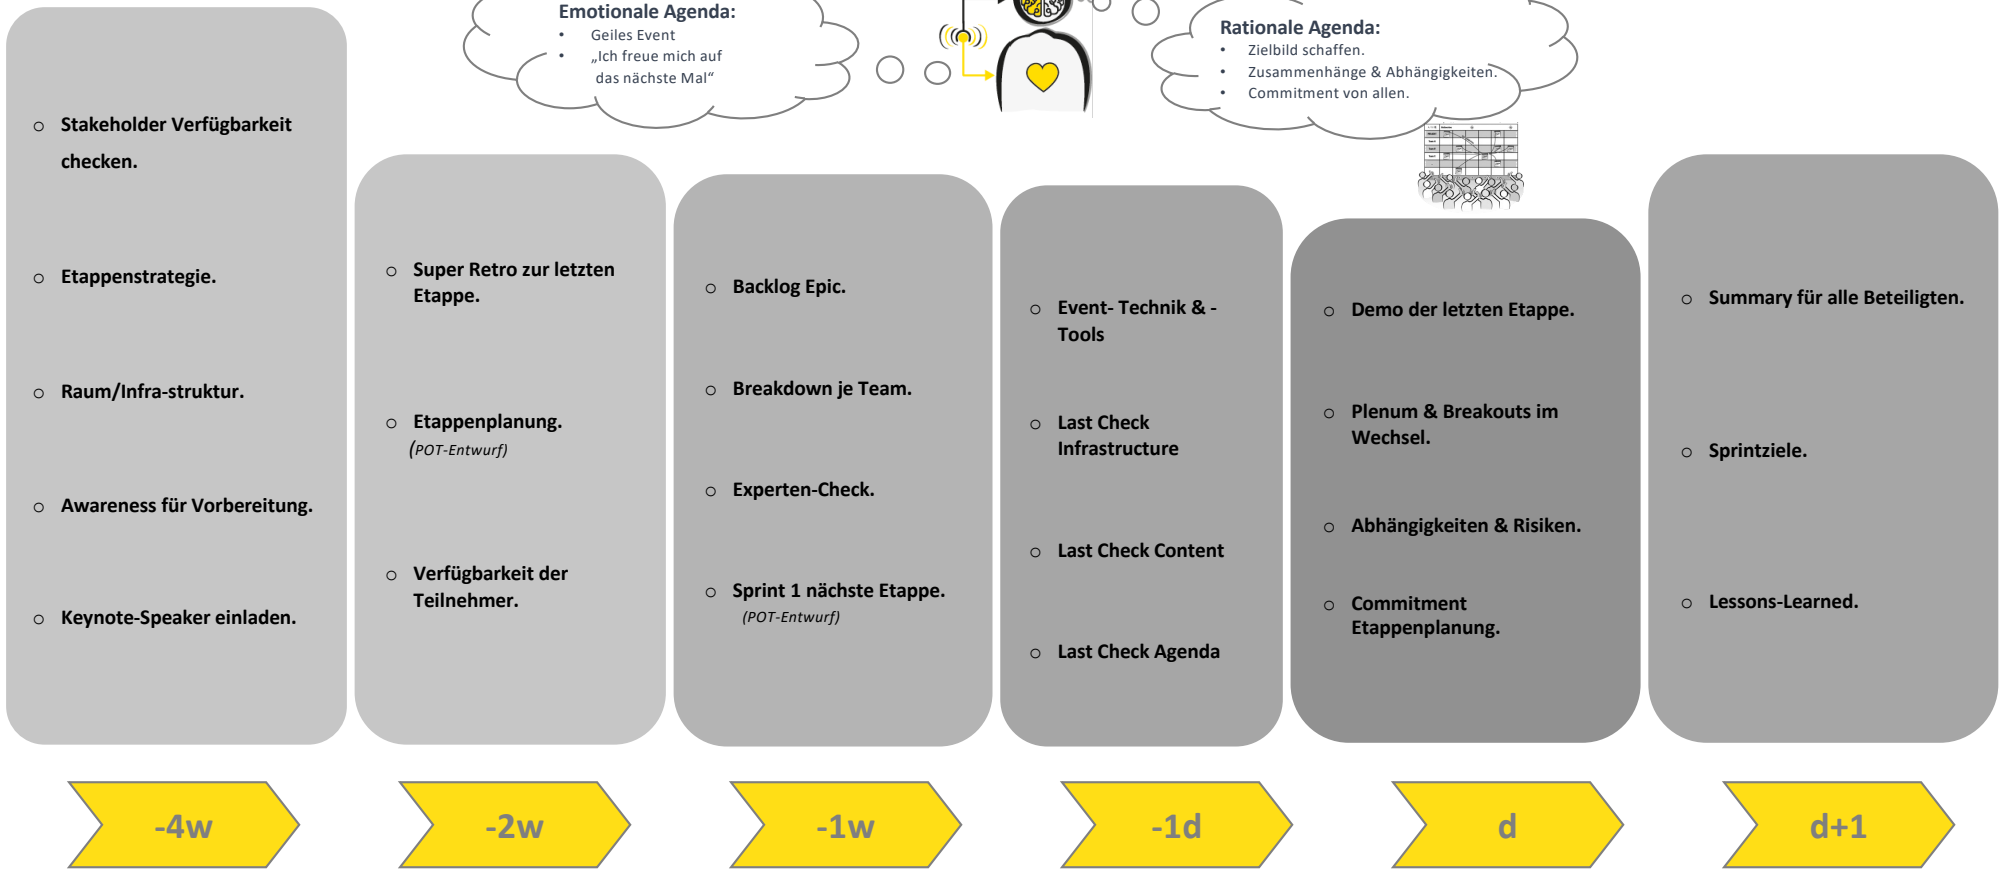 Emotionale Agenda:
• Geiles Event
• „Ich freue mich auf
das nächste Mal“
Rationale Agenda:
• Zielbild schaffen.
• Zusammenhänge & Abhängigkeiten.
• Commitment von allen.
o Stakeholder Verfügbarkeit
checken.
o Etappenstrategie.
o Raum/Infra-struktur.
o Awareness für Vorbereitung.
o Keynote-Speaker einladen.
o Super Retro zur letzten
Etappe.
o Etappenplanung.
(POT-Entwurf)
o Verfügbarkeit der
Teilnehmer.
o Backlog Epic.
o Breakdown je Team.
o Experten-Check.
o Sprint 1 nächste Etappe.
(POT-Entwurf)
o Event- Technik & -
Tools
o Last Check
Infrastructure
o Last Check Content
o Last Check Agenda
o Demo der letzten Etappe.
o Plenum & Breakouts im
Wechsel.
o Abhängigkeiten & Risiken.
o Commitment
Etappenplanung.
o Summary für alle Beteiligten.
o Sprintziele.
o Lessons-Learned.
-4w
-2w
-1w
-1d
d
d+1